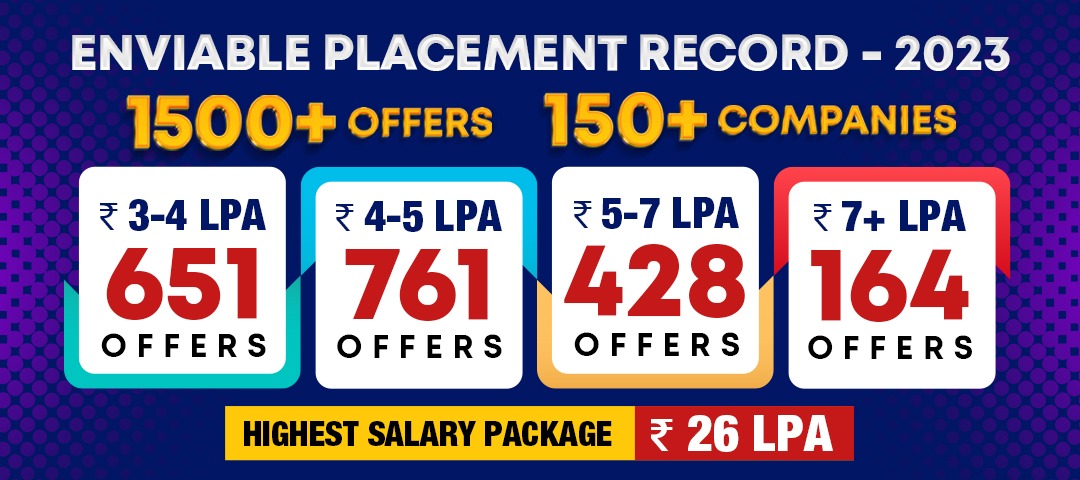 ENVIABLE PLACEMENT RECORD - 2023
1500+ OFFERS
150+ COMPANIES
₹ 3-4 LPA
651
OFFERS
₹ 4-5 LPA
761
OFFERS
₹ 5-7 LPA
428
OFFERS
₹ 7+ LPA
164
OFFERS
HIGHEST SALARY PACKAGE ₹ 26 LPA